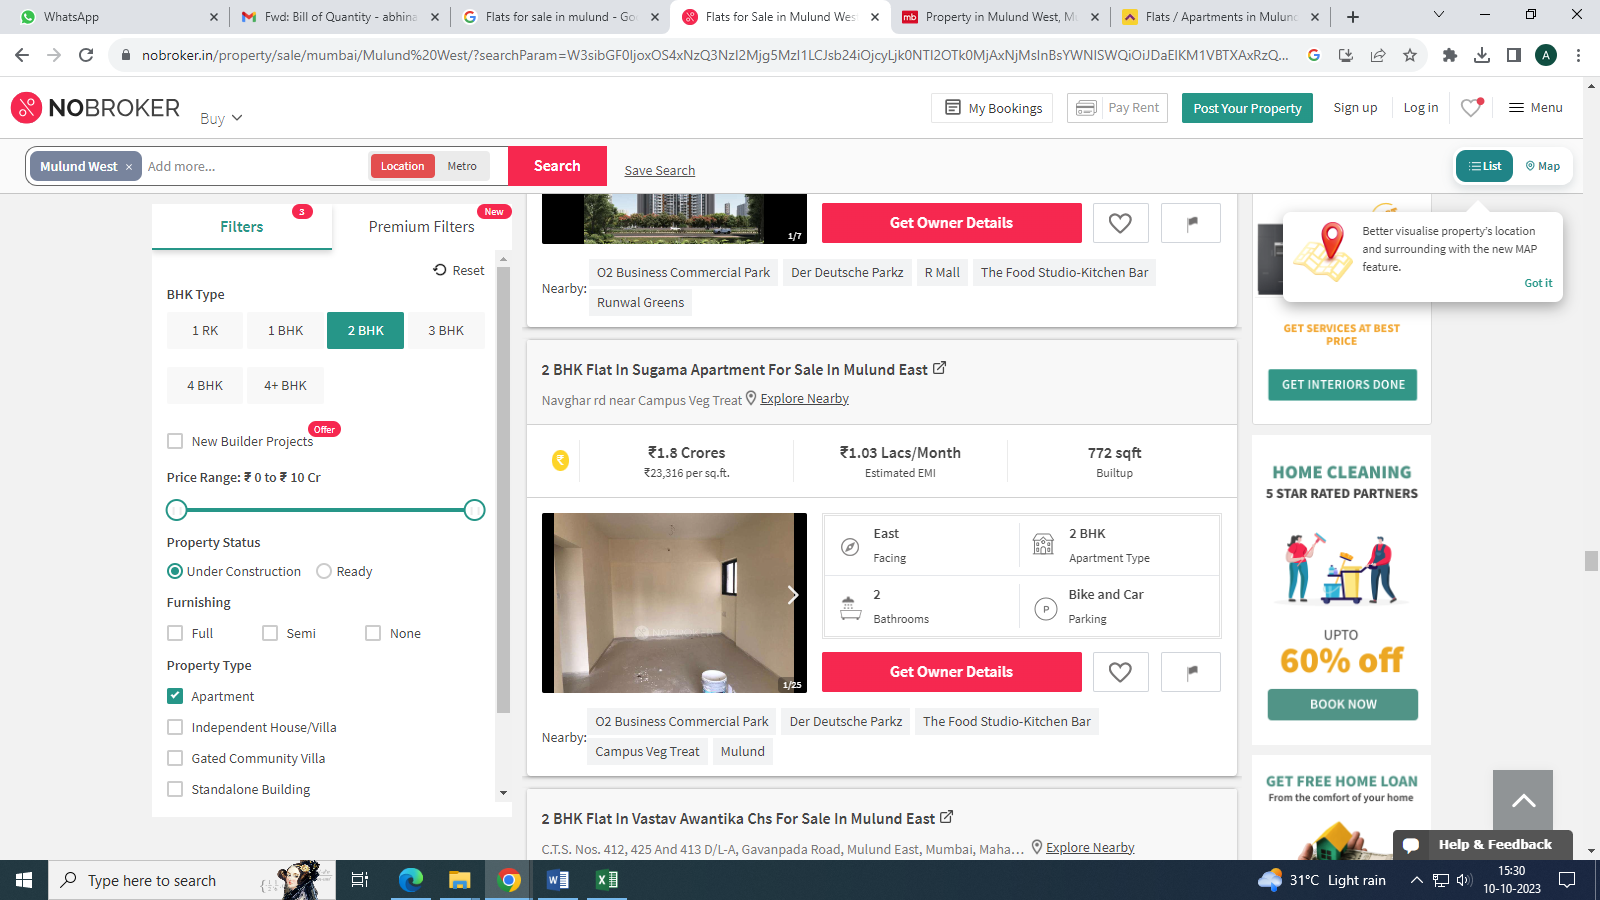 WhatsApp
Fwd: Bill of Quantity - abhina
Flats for sale in mulund - Go
Flats for Sale in Mulund Wes
Property in Mulund West, M
Flats / Apartments in Mulund
nobroker.in/property/sale/mumbai/Mulund%20West/?searchParam=W3sibGF0IjoxOS4xNzQ3NzI2Mjg5MzI1LCJsb24iOjcyLjk0NTI2OTk0MjAxNjMsInBsYWNlSWQiOiJDaElKM1VBTXAxRzQ...
A
NOBROKER
Buy
My Bookings
Pay Rent
Post Your Property
Sign up
Log in
Menu
Mulund West ×
Add more...
Location
Metro
Search
Save Search
List
Map
Filters
3
Premium Filters
New
Reset
BHK Type
1 RK
1 BHK
2 BHK
3 BHK
4 BHK
4+ BHK
New Builder Projects
Offer
Price Range: ₹ 0 to ₹ 10 Cr
Property Status
Under Construction
Ready
Furnishing
Full
Semi
None
Property Type
Apartment
Independent House/Villa
Gated Community Villa
Standalone Building
1/7
Get Owner Details
Nearby:
O2 Business Commercial Park
Der Deutsche Parkz
R Mall
The Food Studio-Kitchen Bar
Runwal Greens
2 BHK Flat In Sugama Apartment For Sale In Mulund East
Navghar rd near Campus Veg Treat
Explore Nearby
₹1.8 Crores
₹23,316 per sq.ft.
₹1.03 Lacs/Month
Estimated EMI
772 sqft
Builtup
NOBROKER
1/25
East
Facing
2 BHK
Apartment Type
2
Bathrooms
Bike and Car
Parking
P
Get Owner Details
Nearby:
O2 Business Commercial Park
Der Deutsche Parkz
The Food Studio-Kitchen Bar
Campus Veg Treat
Mulund
2 BHK Flat In Vastav Awantika Chs For Sale In Mulund East
C.T.S. Nos. 412, 425 And 413 D/L-A, Gavanpada Road, Mulund East, Mumbai, Maha...
Explore Nearby
Better visualise property's location
and surrounding with the new MAP
feature.
Got it
GET SERVICES AT BEST
PRICE
GET INTERIORS DONE
HOME CLEANING
5 STAR RATED PARTNERS
UPTO
60% off
BOOK NOW
GET FREE HOME LOAN
From the comfort of your home
Help & Feedback
Type here to search
31°C Light rain
15:30
10-10-2023